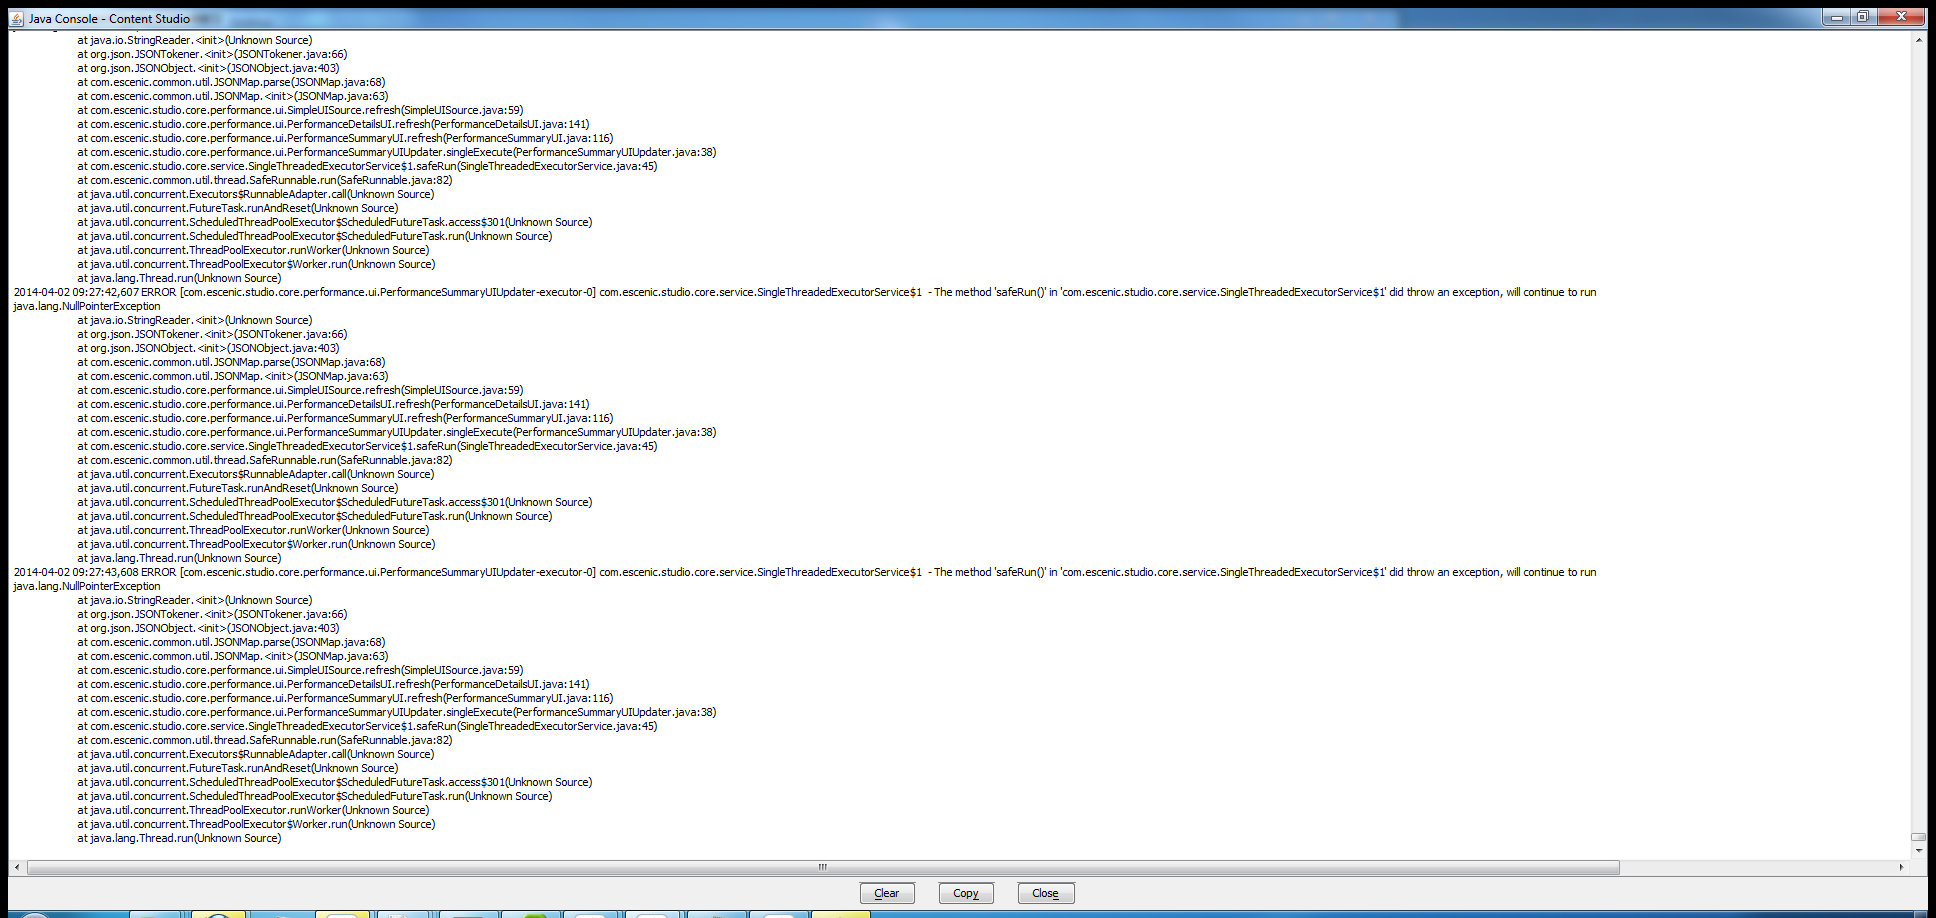 Java Console - Content Studio
at java.io.StringReader.<init>(Unknown Source)
at org.json.JSONTokener.<init>(JSONTokener.java:66)
at org.json.JSONObject.<init>(JSONObject.java:403)
at com.escenic.common.util.JSONMap.parse(JSONMap.java:68)
at com.escenic.common.util.JSONMap.<init>(JSONMap.java:63)
at com.escenic.studio.core.performance.ui.SimpleUISource.refresh(SimpleUISource.java:59)
at com.escenic.studio.core.performance.ui.PerformanceDetailsUI.refresh(PerformanceDetailsUI.java:141)
at com.escenic.studio.core.performance.ui.PerformanceSummaryUI.refresh(PerformanceSummaryUI.java:116)
at com.escenic.studio.core.performance.ui.PerformanceSummaryUIUpdater.singleExecute(PerformanceSummaryUIUpdater.java:38)
at com.escenic.studio.core.service.SingleThreadedExecutorService$1.safeRun(SingleThreadedExecutorService.java:45)
at com.escenic.common.util.thread.SafeRunnable.run(SafeRunnable.java:82)
at java.util.concurrent.Executors$RunnableAdapter.call(Unknown Source)
at java.util.concurrent.FutureTask.runAndReset(Unknown Source)
at java.util.concurrent.ScheduledThreadPoolExecutor$ScheduledFutureTask.access$301(Unknown Source)
at java.util.concurrent.ScheduledThreadPoolExecutor$ScheduledFutureTask.run(Unknown Source)
at java.util.concurrent.ThreadPoolExecutor.runWorker(Unknown Source)
at java.util.concurrent.ThreadPoolExecutor$Worker.run(Unknown Source)
at java.lang.Thread.run(Unknown Source)
2014-04-02 09:27:42,607 ERROR [com.escenic.studio.core.performance.ui.PerformanceSummaryUIUpdater-executor-0] com.escenic.studio.core.service.SingleThreadedExecutorService$1  - The method 'safeRun()' in 'com.escenic.studio.core.service.SingleThreadedExecutorService$1' did throw an exception, will continue to run
java.lang.NullPointerException
at java.io.StringReader.<init>(Unknown Source)
at org.json.JSONTokener.<init>(JSONTokener.java:66)
at org.json.JSONObject.<init>(JSONObject.java:403)
at com.escenic.common.util.JSONMap.parse(JSONMap.java:68)
at com.escenic.common.util.JSONMap.<init>(JSONMap.java:63)
at com.escenic.studio.core.performance.ui.SimpleUISource.refresh(SimpleUISource.java:59)
at com.escenic.studio.core.performance.ui.PerformanceDetailsUI.refresh(PerformanceDetailsUI.java:141)
at com.escenic.studio.core.performance.ui.PerformanceSummaryUI.refresh(PerformanceSummaryUI.java:116)
at com.escenic.studio.core.performance.ui.PerformanceSummaryUIUpdater.singleExecute(PerformanceSummaryUIUpdater.java:38)
at com.escenic.studio.core.service.SingleThreadedExecutorService$1.safeRun(SingleThreadedExecutorService.java:45)
at com.escenic.common.util.thread.SafeRunnable.run(SafeRunnable.java:82)
at java.util.concurrent.Executors$RunnableAdapter.call(Unknown Source)
at java.util.concurrent.FutureTask.runAndReset(Unknown Source)
at java.util.concurrent.ScheduledThreadPoolExecutor$ScheduledFutureTask.access$301(Unknown Source)
at java.util.concurrent.ScheduledThreadPoolExecutor$ScheduledFutureTask.run(Unknown Source)
at java.util.concurrent.ThreadPoolExecutor.runWorker(Unknown Source)
at java.util.concurrent.ThreadPoolExecutor$Worker.run(Unknown Source)
at java.lang.Thread.run(Unknown Source)
2014-04-02 09:27:43,608 ERROR [com.escenic.studio.core.performance.ui.PerformanceSummaryUIUpdater-executor-0] com.escenic.studio.core.service.SingleThreadedExecutorService$1  - The method 'safeRun()' in 'com.escenic.studio.core.service.SingleThreadedExecutorService$1' did throw an exception, will continue to run
java.lang.NullPointerException
at java.io.StringReader.<init>(Unknown Source)
at org.json.JSONTokener.<init>(JSONTokener.java:66)
at org.json.JSONObject.<init>(JSONObject.java:403)
at com.escenic.common.util.JSONMap.parse(JSONMap.java:68)
at com.escenic.common.util.JSONMap.<init>(JSONMap.java:63)
at com.escenic.studio.core.performance.ui.SimpleUISource.refresh(SimpleUISource.java:59)
at com.escenic.studio.core.performance.ui.PerformanceDetailsUI.refresh(PerformanceDetailsUI.java:141)
at com.escenic.studio.core.performance.ui.PerformanceSummaryUI.refresh(PerformanceSummaryUI.java:116)
at com.escenic.studio.core.performance.ui.PerformanceSummaryUIUpdater.singleExecute(PerformanceSummaryUIUpdater.java:38)
at com.escenic.studio.core.service.SingleThreadedExecutorService$1.safeRun(SingleThreadedExecutorService.java:45)
at com.escenic.common.util.thread.SafeRunnable.run(SafeRunnable.java:82)
at java.util.concurrent.Executors$RunnableAdapter.call(Unknown Source)
at java.util.concurrent.FutureTask.runAndReset(Unknown Source)
at java.util.concurrent.ScheduledThreadPoolExecutor$ScheduledFutureTask.access$301(Unknown Source)
at java.util.concurrent.ScheduledThreadPoolExecutor$ScheduledFutureTask.run(Unknown Source)
at java.util.concurrent.ThreadPoolExecutor.runWorker(Unknown Source)
at java.util.concurrent.ThreadPoolExecutor$Worker.run(Unknown Source)
at java.lang.Thread.run(Unknown Source)
Clear Copy Close